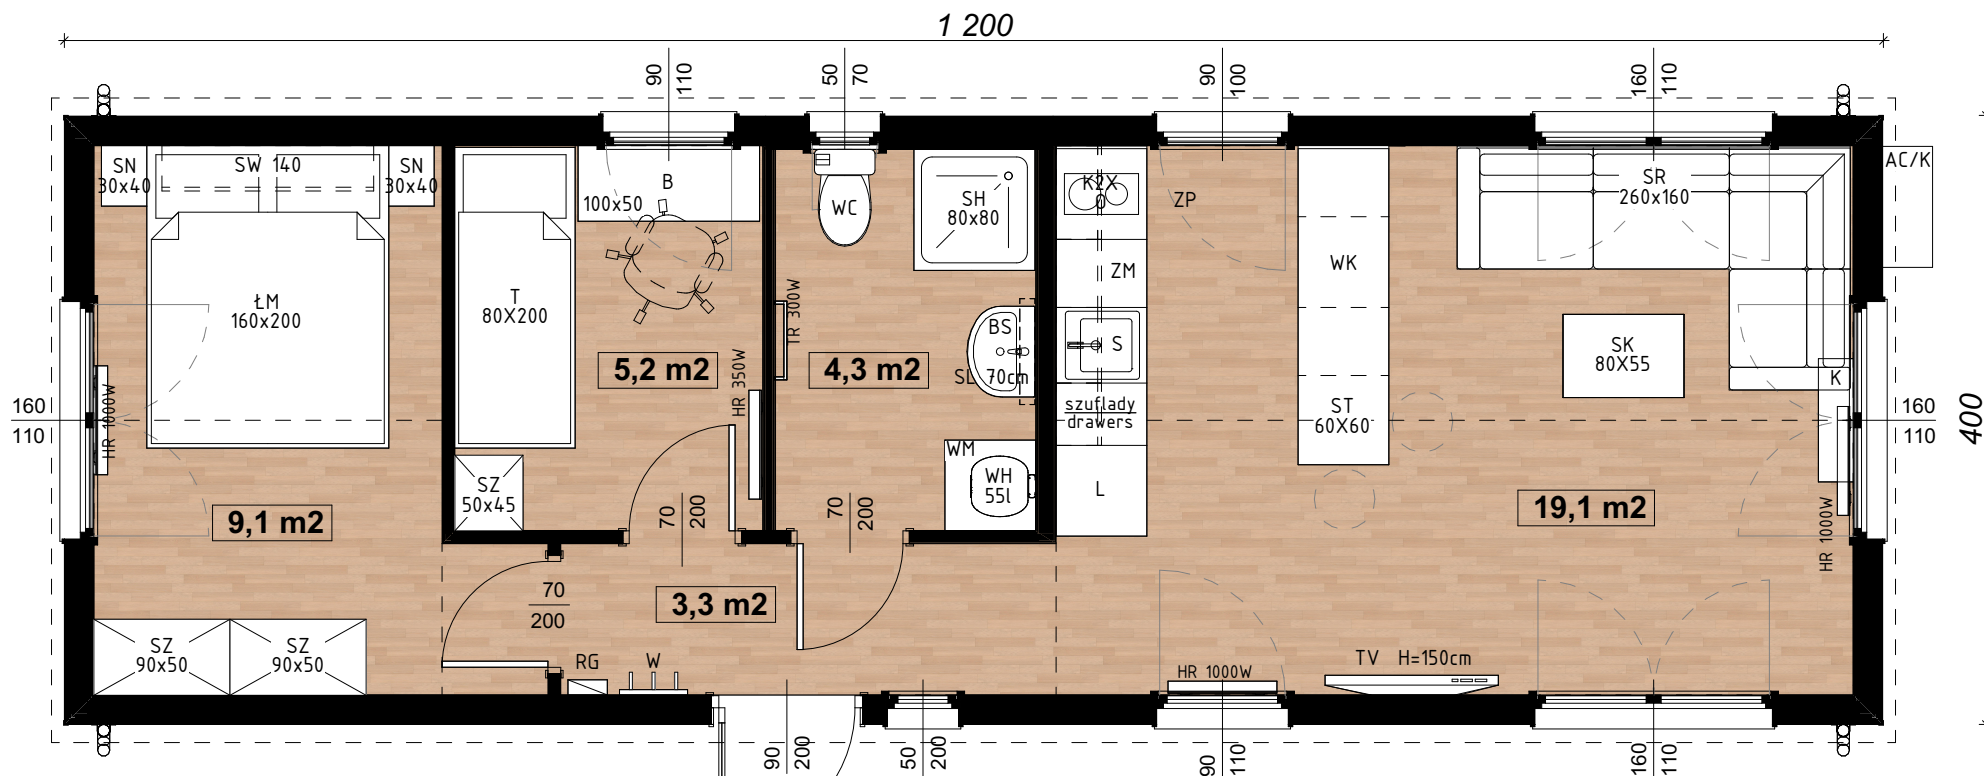 1 200
90
110
50
70
90
100
160
110
SN
30x40
SW 140
SN
30x40
B
100x50
WC
SH
80x80
K2X
ZP
ZM
WK
SR
260x160
AC/K
ŁM
160x200
T
80X200
TR 300W
BS
S
SL 70cm
SK
80X55
K
5,2 m2
4,3 m2
HR 350W
HR 1000W
160
110
szuflady
drawers
ST
60X60
160
110
400
SZ
50x45
WM
WH
55l
L
9,1 m2
70
200
70
200
19,1 m2
HR 1000W
70
200
3,3 m2
SZ
90x50
SZ
90x50
RG
W
HR 1000W
TV H=150cm
90
200
50
200
90
110
160
110